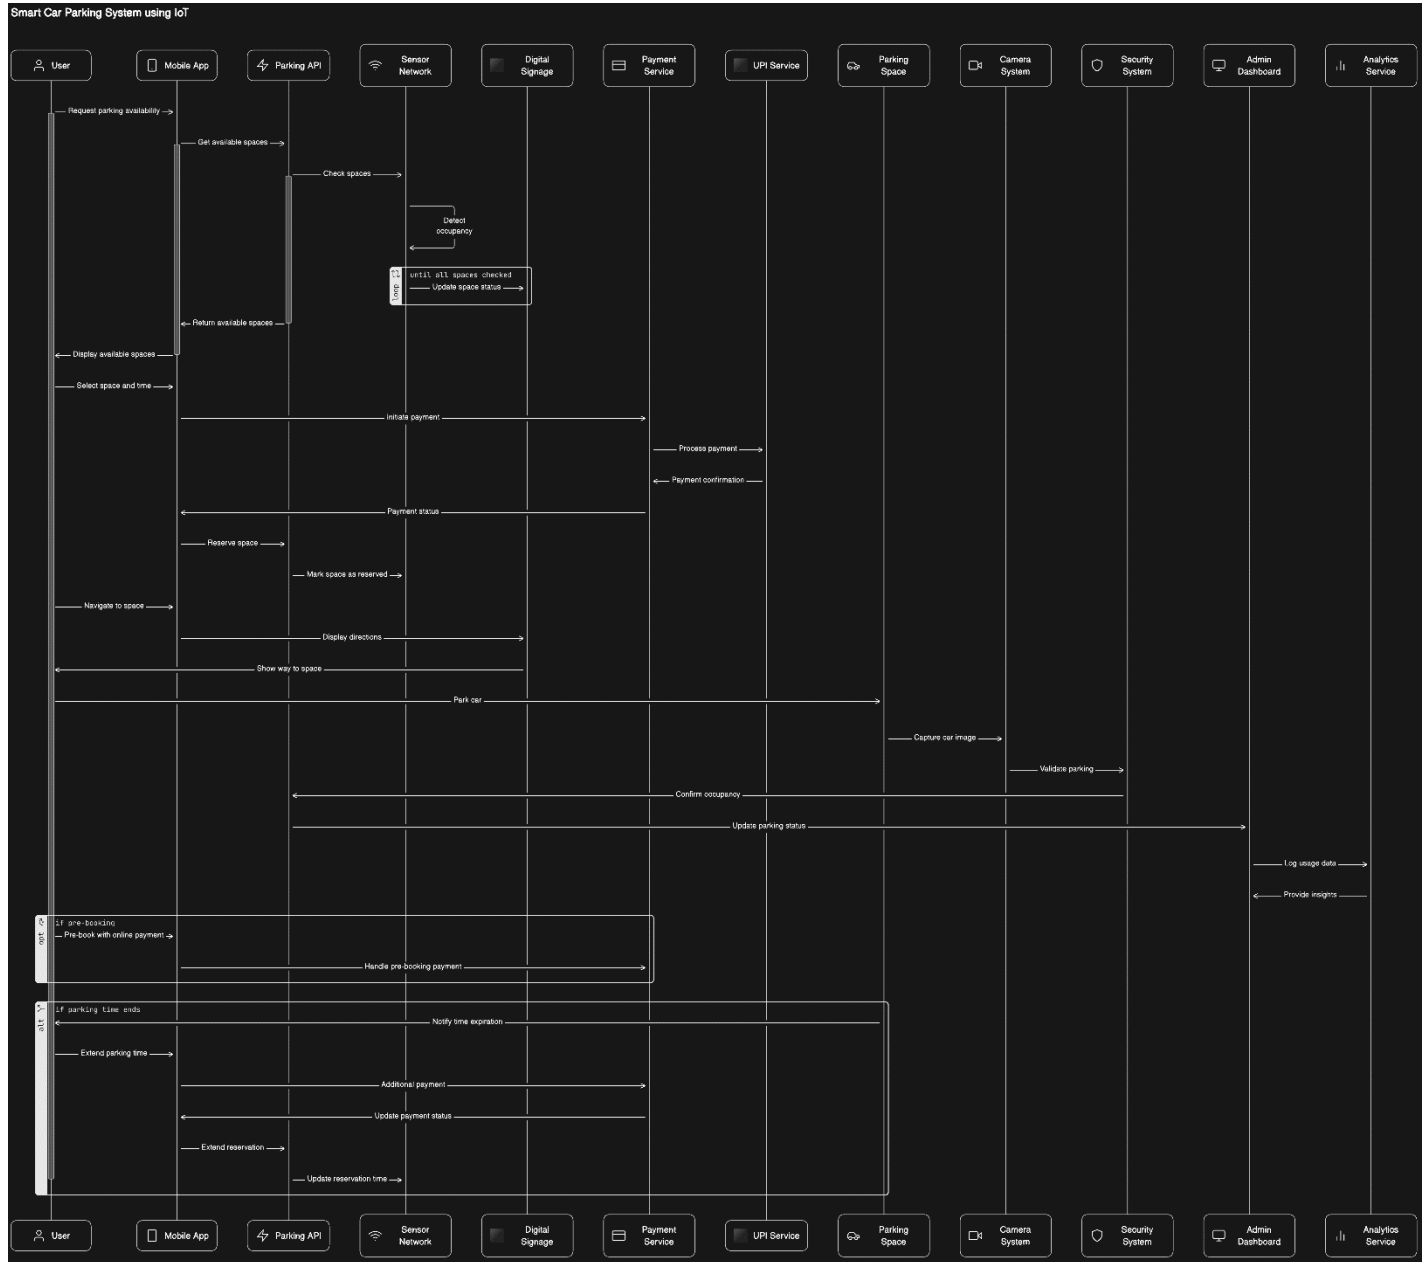 Smart Car Parking System using IoT
User
Mobile App
Parking API
Sensor
Network
Digital
Signage
Payment
Service
UPI Service
Parking
Space
Camera
System
Security
System
Admin
Dashboard
Analytics
Service
Request parking availability
Get available spaces
Check spaces
Detect
occupancy
loop
until all spaces checked
Update space status
Return available spaces
Display available spaces
Select space and time
Initiate payment
Process payment
Payment confirmation
Payment status
Reserve space
Mark space as reserved
Navigate to space
Display directions
Show way to space
Park car
Capture car image
Validate parking
Confirm occupancy
Update parking status
Log usage data
Provide insights
opt
if pre-booking
Pre-book with online payment
Handle pre-booking payment
alt
if parking time ends
Notify time expiration
Extend parking time
Additional payment
Update payment status
Extend reservation
Update reservation time
User
Mobile App
Parking API
Sensor
Network
Digital
Signage
Payment
Service
UPI Service
Parking
Space
Camera
System
Security
System
Admin
Dashboard
Analytics
Service